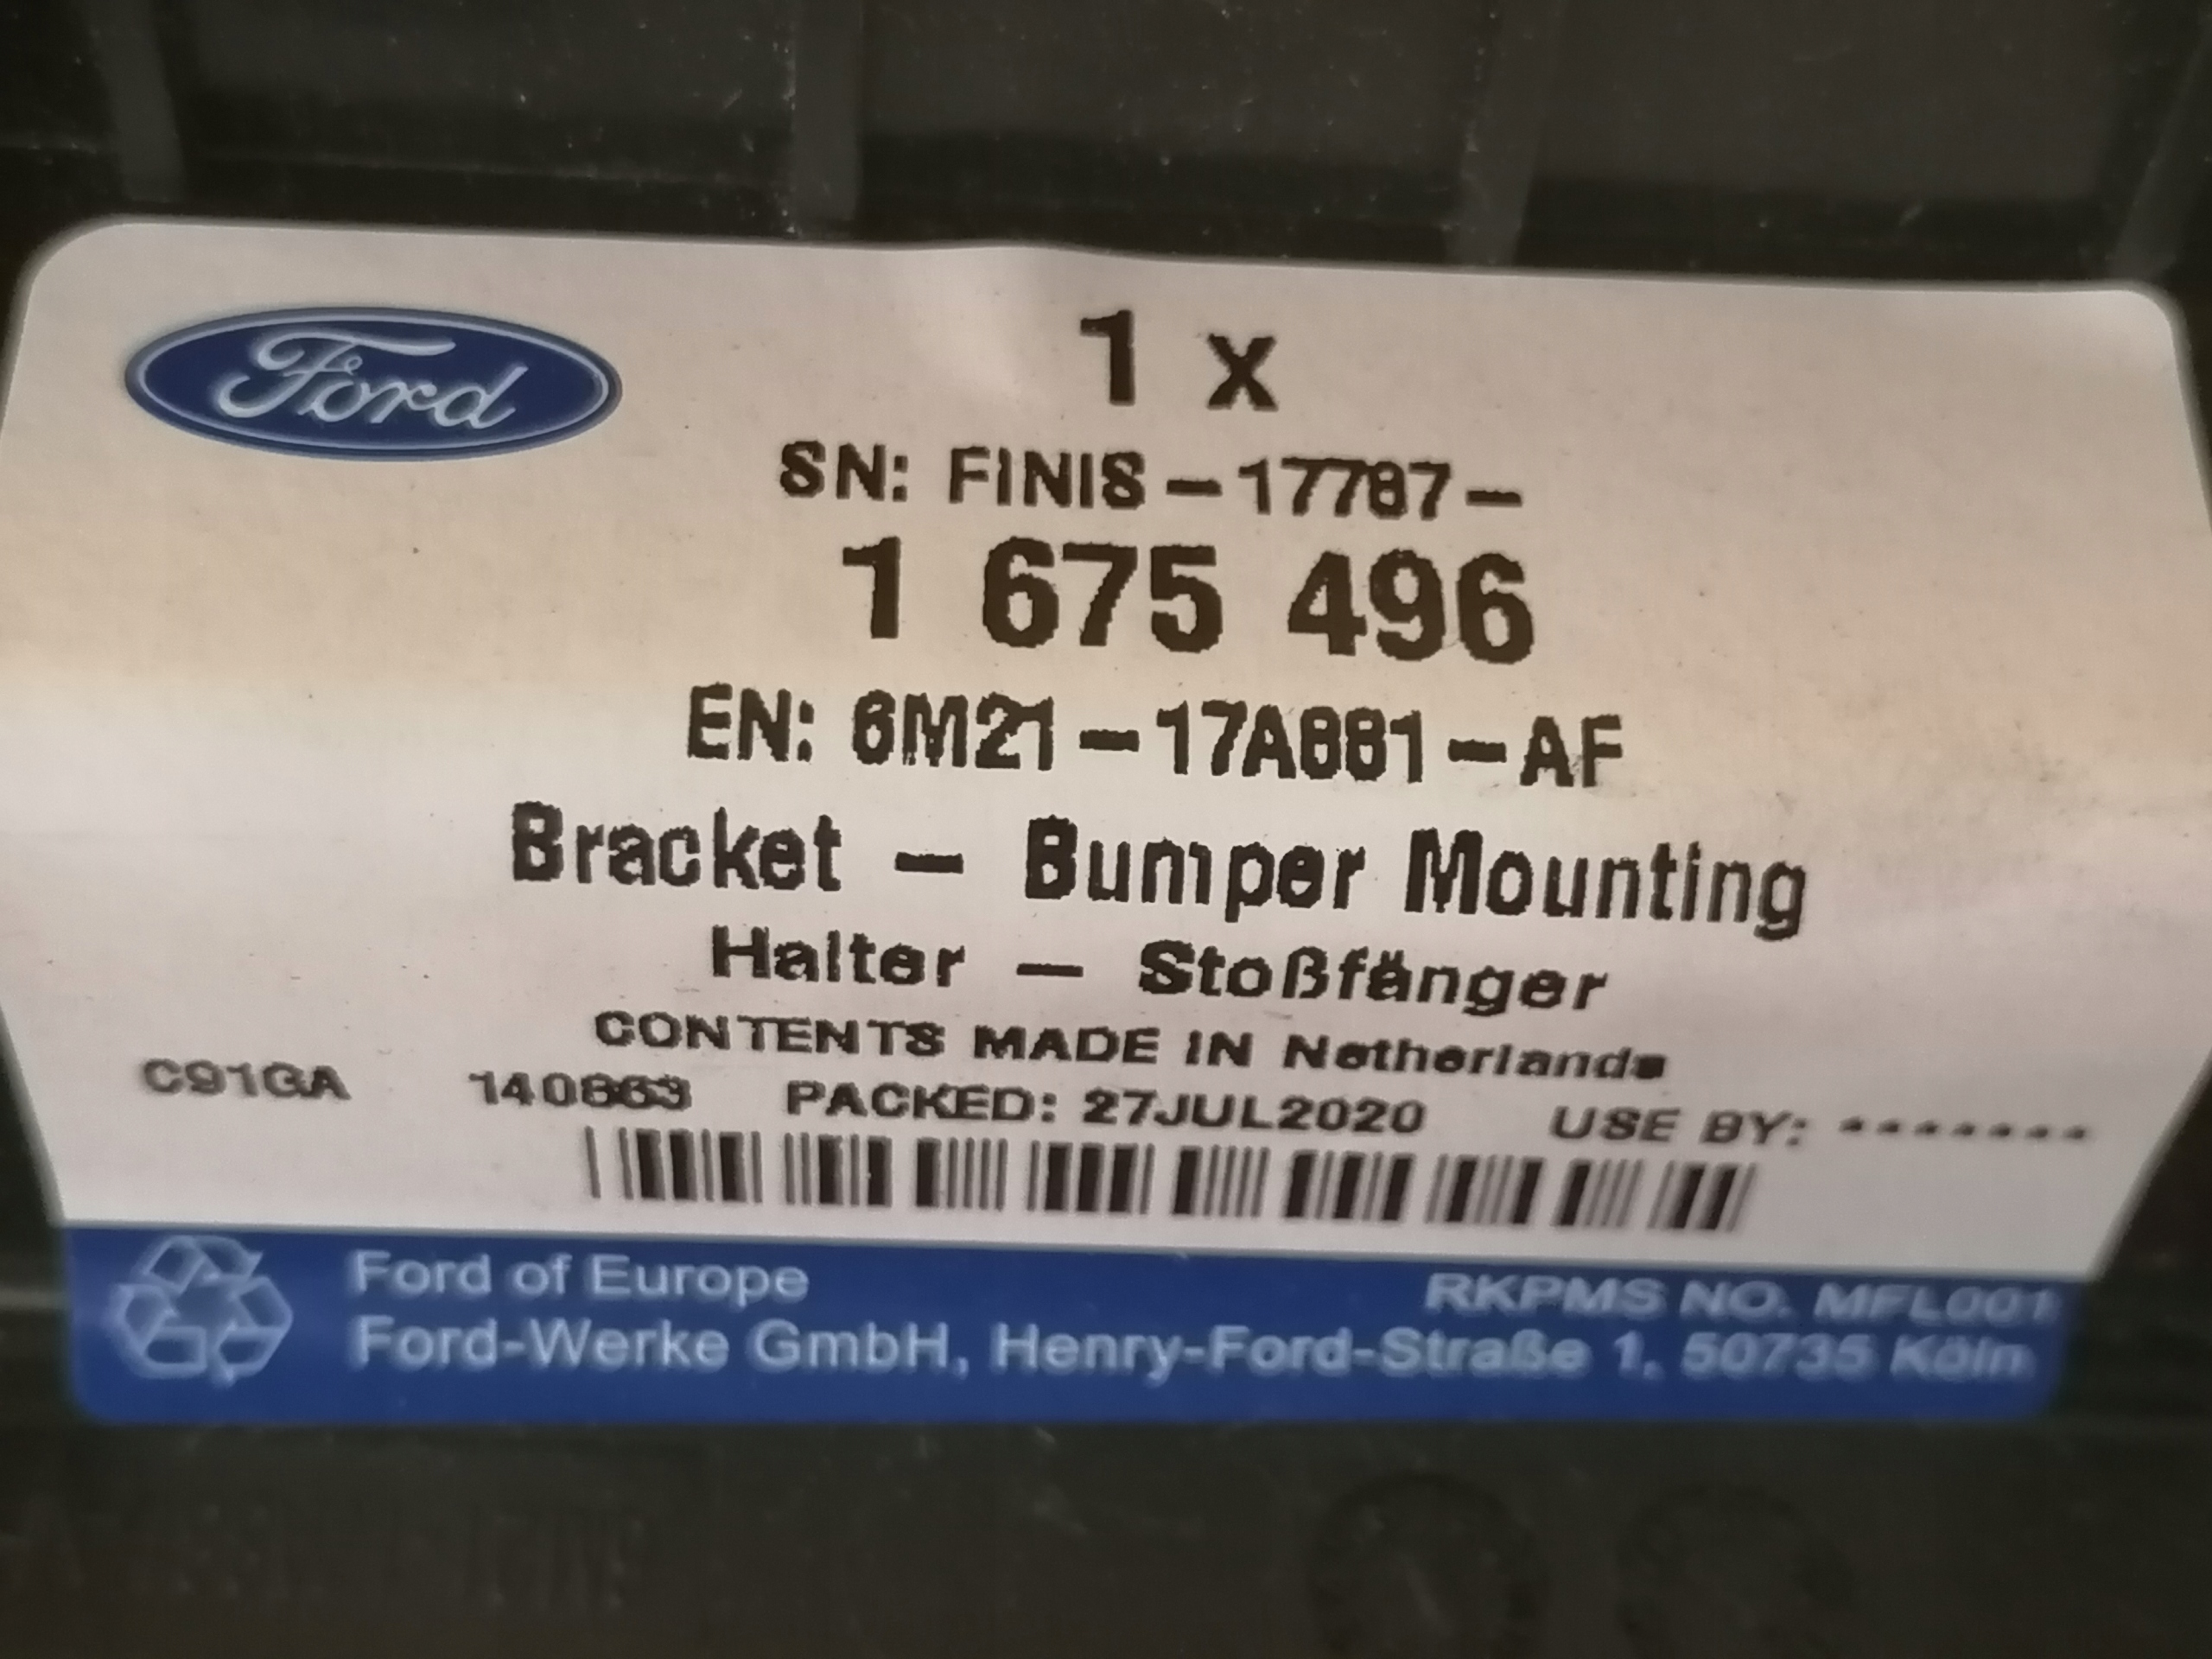 Ford
1 x
SN: FINIS-17787-
1 675 496
EN: 6M21-17A881-AF
Bracket - Bumper Mounting
Halter - Stoßfänger
CONTENTS MADE IN Netherlands
C91GA 140863 PACKED: 27JUL2020 USE BY: *******
Ford of Europe
RKPMS NO. MFL001
Ford-Werke GmbH, Henry-Ford-Straße 1, 50735 Köln